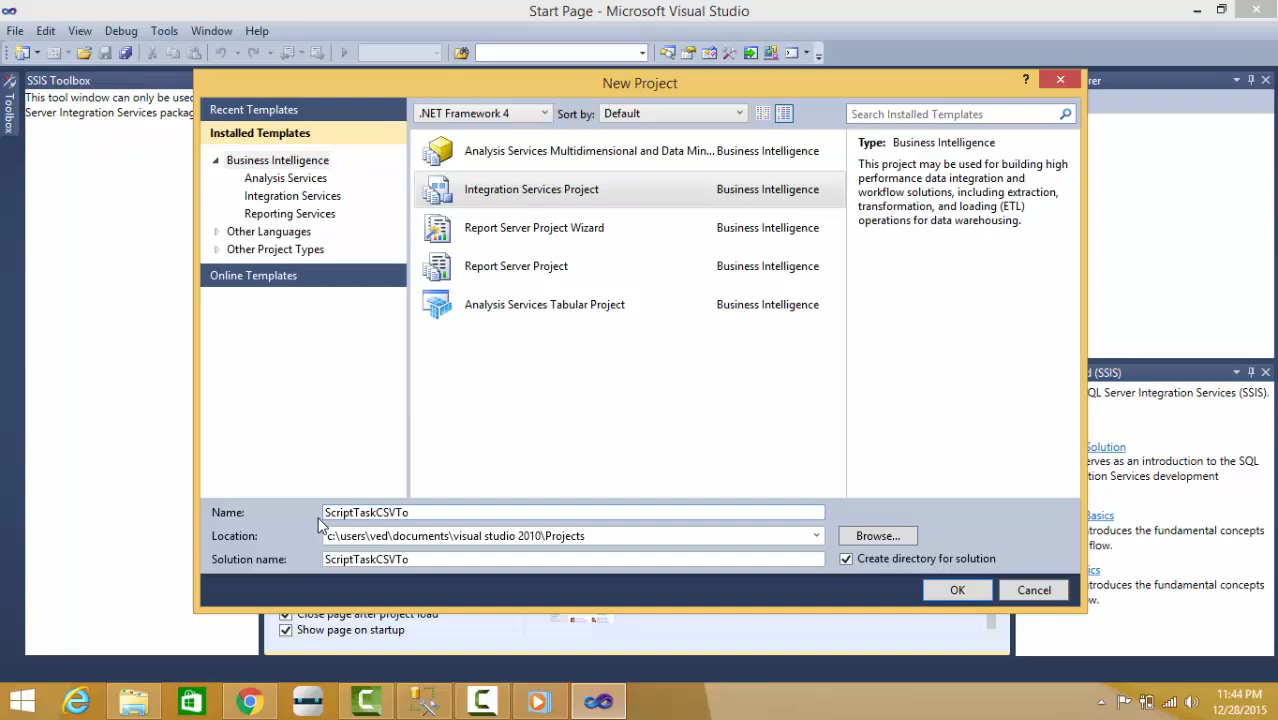 Start Page - Microsoft Visual Studio
File Edit View Debug Tools Window Help
SSIS Toolbox
This tool window can only be used
Server Integration Services packag
Toolbox
New Project
?
Recent Templates
Installed Templates
Business Intelligence
Analysis Services
Integration Services
Reporting Services
Other Languages
Other Project Types
Online Templates
.NET Framework 4 Sort by: Default
Search Installed Templates
Analysis Services Multidimensional and Data Min... Business Intelligence
Integration Services Project Business Intelligence
Report Server Project Wizard Business Intelligence
Report Server Project Business Intelligence
Analysis Services Tabular Project Business Intelligence
Type: Business Intelligence
This project may be used for building high
performance data integration and
workflow solutions, including extraction,
transformation, and loading (ETL)
operations for data warehousing.
Name: ScriptTaskCSVTo
Location: c:\users\ved\documents\visual studio 2010\Projects Browse...
Solution name: ScriptTaskCSVTo Create directory for solution
OK Cancel
rer
(SSIS)
QL Server Integration Services (SSIS).
Solution
erves as an introduction to the SQL
tion Services development
asics
troduces the fundamental concepts
flow.
ics
troduces the fundamental concepts
Close page after project load
Show page on startup
11:44 PM
12/28/2015